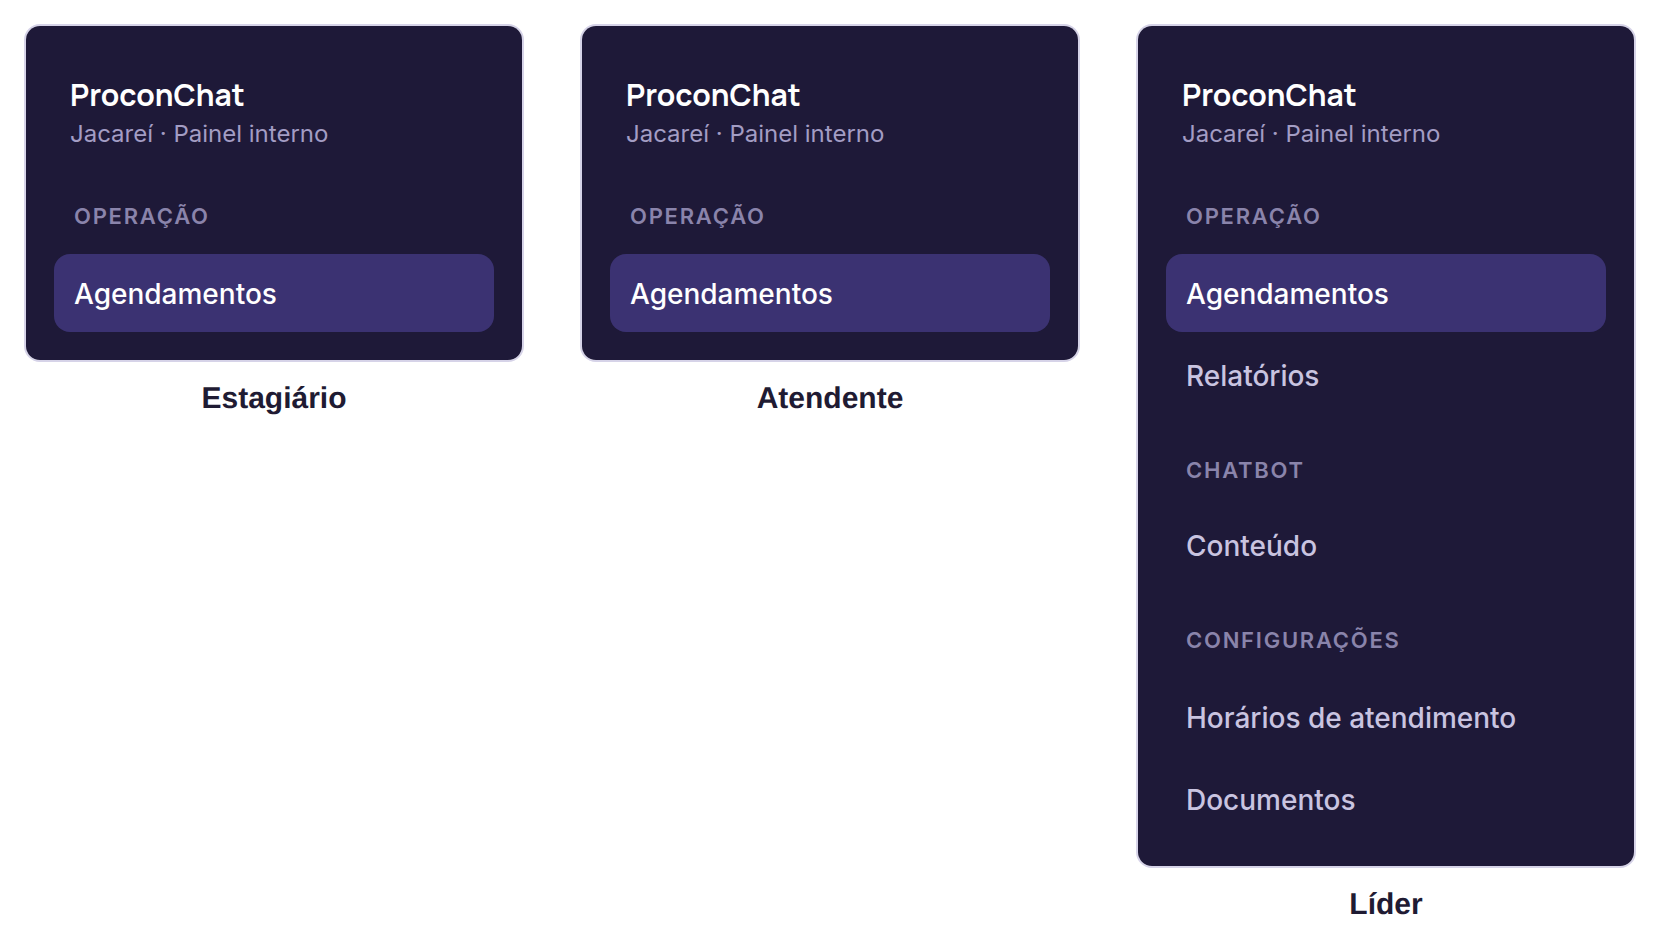 ProconChat
Jacareí · Painel interno
OPERAÇÃO
Agendamentos
Estagiário
ProconChat
Jacareí · Painel interno
OPERAÇÃO
Agendamentos
Atendente
ProconChat
Jacareí · Painel interno
OPERAÇÃO
Agendamentos
Relatórios
CHATBOT
Conteúdo
CONFIGURAÇÕES
Horários de atendimento
Documentos
Líder